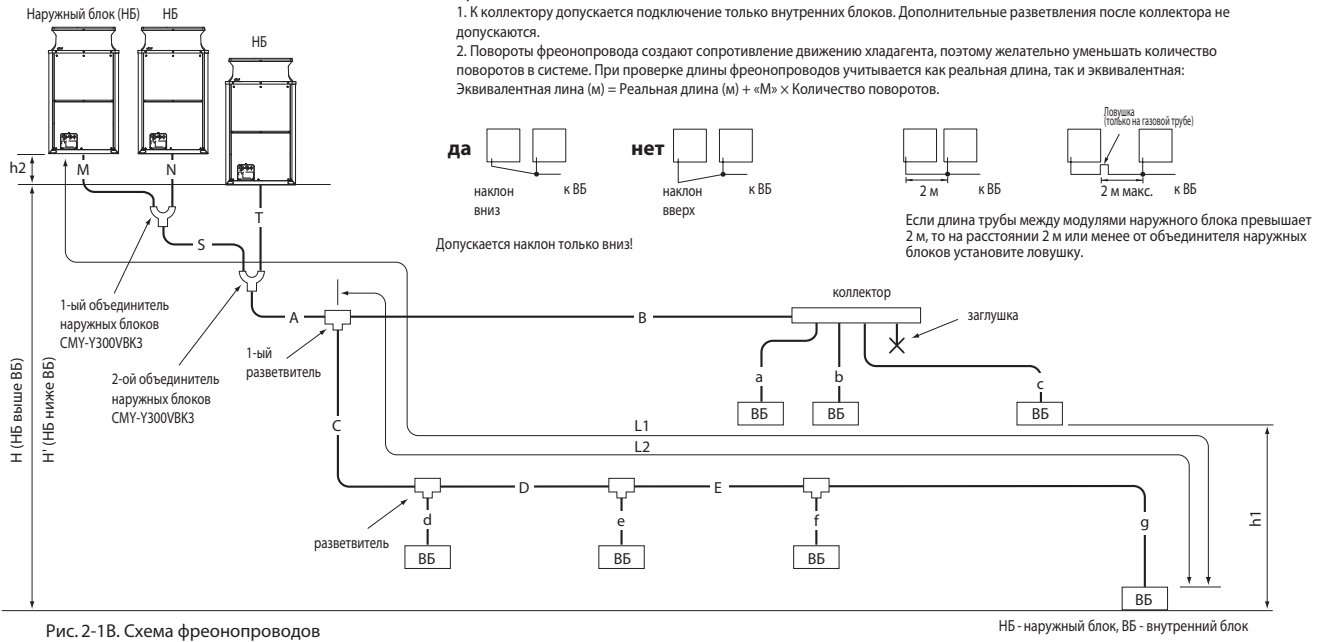 1. К коллектору допускается подключение только внутренних блоков. Дополнительные разветвления после коллектора не
допускаются.
2. Повороты фреонопровода создают сопротивление движению хладагента, поэтому желательно уменьшать количество
поворотов в системе. При проверке длины фреонопроводов учитывается как реальная длина, так и эквивалентная:
Эквивалентная лина (м) = Реальная длина (м) + «М» × Количество поворотов.
Наружный блок (НБ)
НБ
НБ
да
наклон
вниз
к ВБ
нет
наклон
вверх
к ВБ
Допускается наклон только вниз!
2 м
к ВБ
Ловушка
(только на газовой трубе)
2 м макс.
к ВБ
Если длина трубы между модулями наружного блока превышает
2 м, то на расстоянии 2 м или менее от объединителя наружных
блоков установите ловушку.
h2
M
N
T
S
1-ый объединитель
наружных блоков
CMY-Y300VBK3
2-ой объединитель
наружных блоков
CMY-Y300VBK3
A
1-ый
разветвитель
B
коллектор
заглушка
a
b
c
ВБ
ВБ
ВБ
H (НБ выше ВБ)
H' (НБ ниже ВБ)
C
L1
L2
D
E
d
e
f
g
h1
разветвитель
ВБ
ВБ
ВБ
ВБ
Рис. 2-1В. Схема фреонопроводов
НБ - наружный блок, ВБ - внутренний блок